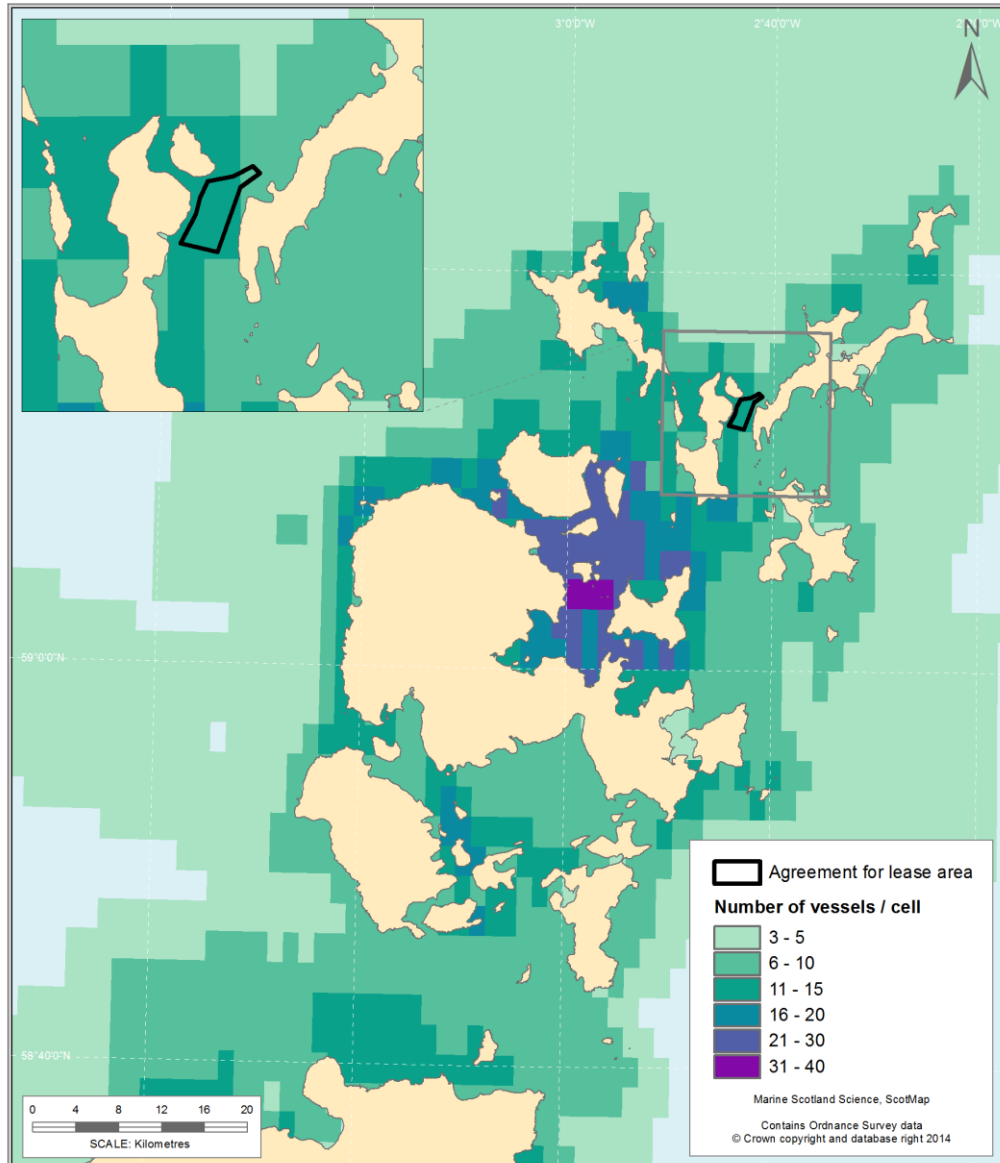 3°0'0"W
2°40'0"W
N
59°0'0"N
58°40'0"N
Agreement for lease area
Number of vessels / cell
3 - 5
6 - 10
11 - 15
16 - 20
21 - 30
31 - 40
Marine Scotland Science, ScotMap
Contains Ordnance Survey data
© Crown copyright and database right 2014
0 4 8 12 16 20
SCALE: Kilometres